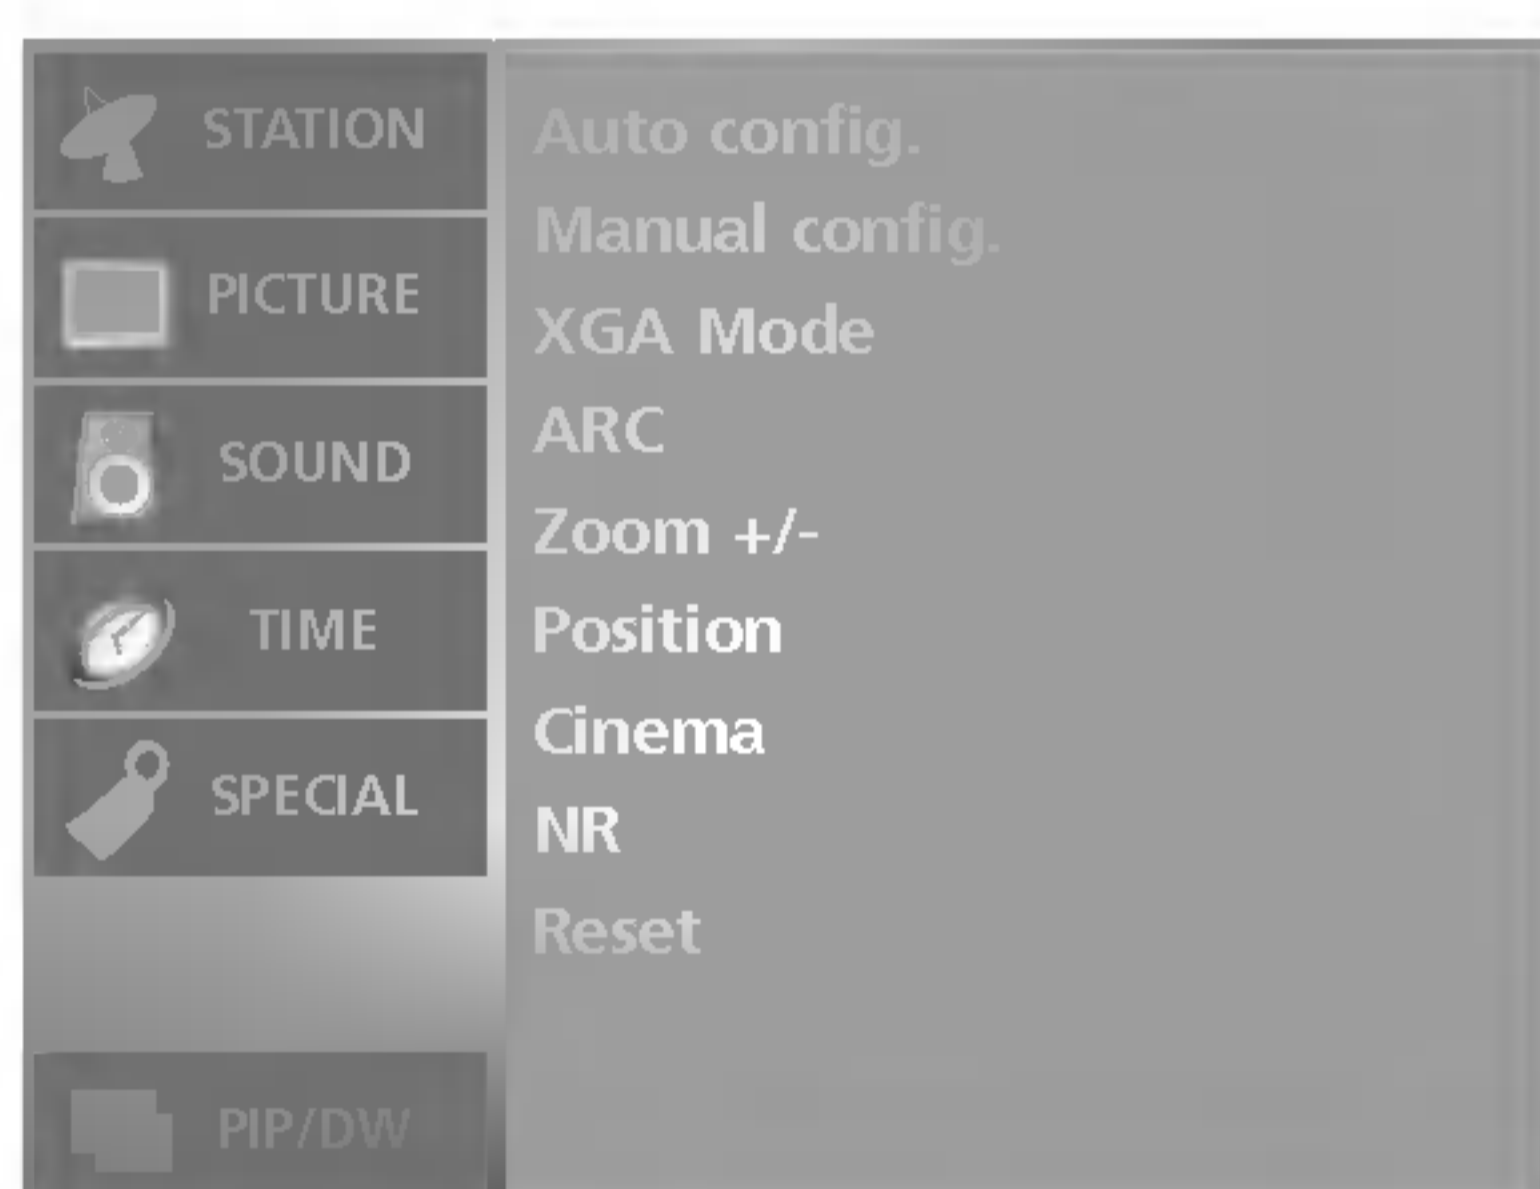 STATION
PICTURE
SOUND
TIME
SPECIAL
PIP/DW
Auto config.
Manual config.
XGA Mode
ARC
Zoom +/-
Position
Cinema
NR
Reset